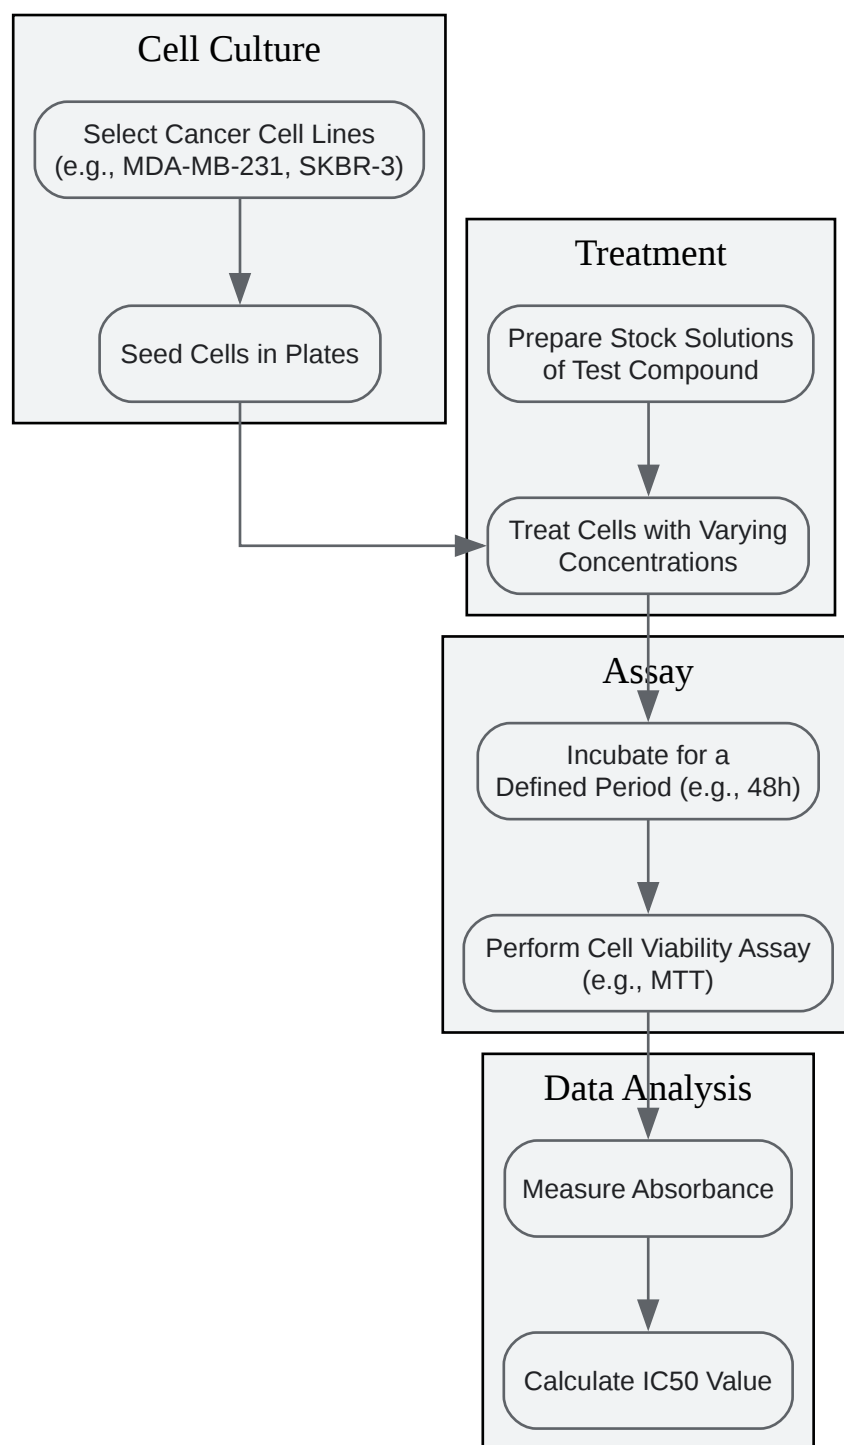 Cell Culture
Select Cancer Cell Lines
(e.g., MDA-MB-231, SKBR-3)
Seed Cells in Plates
Treatment
Prepare Stock Solutions
of Test Compound
Treat Cells with Varying
Concentrations
Assay
Incubate for a
Defined Period (e.g., 48h)
Perform Cell Viability Assay
(e.g., MTT)
Data Analysis
Measure Absorbance
Calculate IC50 Value